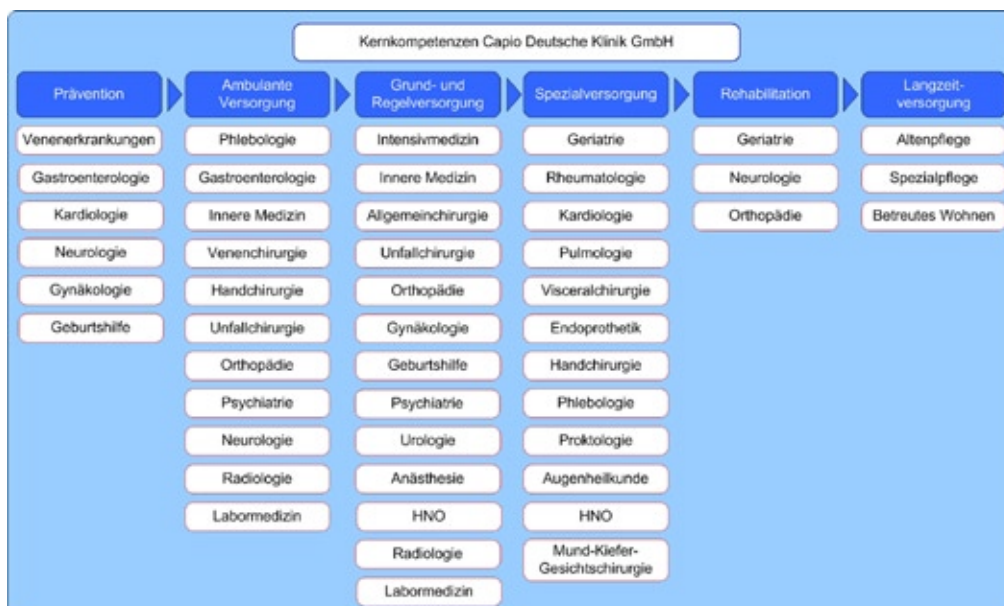 Kernkompetenzen Capio Deutsche Klinik GmbH
Prävention
Venenerkrankungen
Gastroenterologie
Kardiologie
Neurologie
Gynäkologie
Geburtshilfe
Ambulante
Versorgung
Phlebologie
Gastroenterologie
Innere Medizin
Venenchirurgie
Handchirurgie
Unfallchirurgie
Orthopädie
Psychiatrie
Neurologie
Radiologie
Labormedizin
Grund- und
Regelversorgung
Intensivmedizin
Innere Medizin
Allgemeinchirurgie
Unfallchirurgie
Orthopädie
Gynäkologie
Geburtshilfe
Psychiatrie
Urologie
Anästhesie
HNO
Radiologie
Labormedizin
Spezialversorgung
Geriatrie
Rheumatologie
Kardiologie
Pulmologie
Visceralchirurgie
Endoprothetik
Handchirurgie
Phlebologie
Proktologie
Augenheilkunde
HNO
Mund-Kiefer-
Gesichtschirurgie
Rehabilitation
Geriatrie
Neurologie
Orthopädie
Langzeit-
versorgung
Altenpflege
Spezialpflege
Betreutes Wohnen